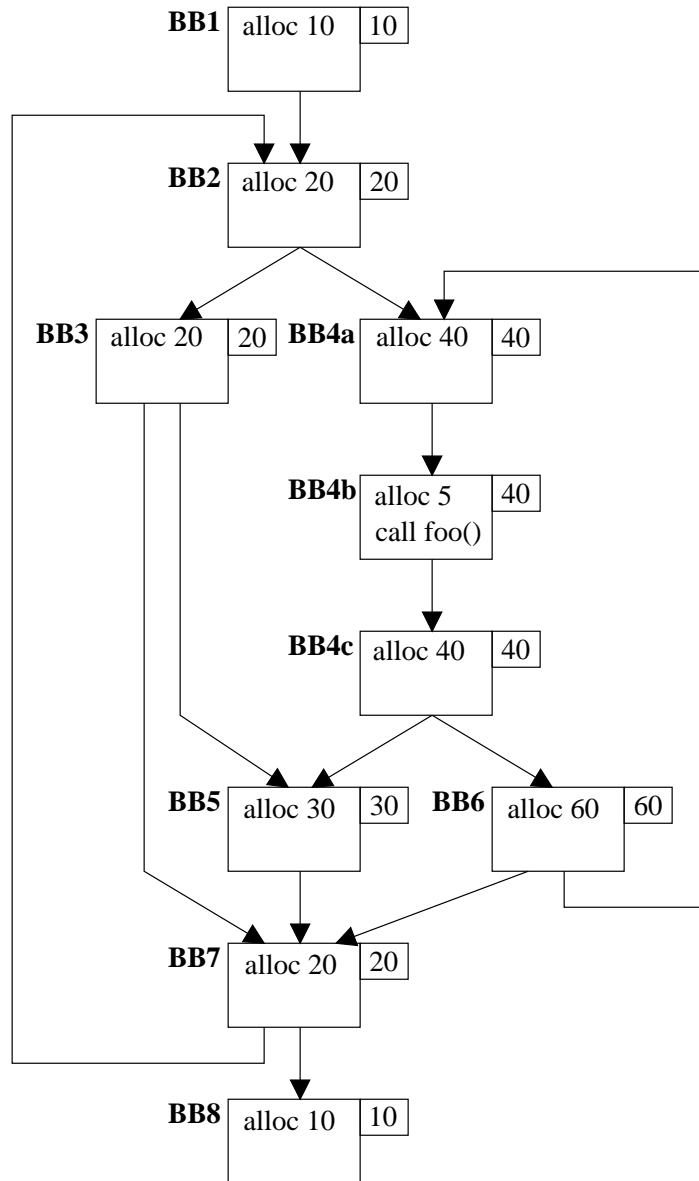 BB1 alloc 10 10
BB2 alloc 20 20
BB3 alloc 20 20 BB4a alloc 40 40
BB4b alloc 5 40
call foo()
BB4c alloc 40 40
BB5 alloc 30 30 BB6 alloc 60 60
BB7 alloc 20 20
BB8 alloc 10 10